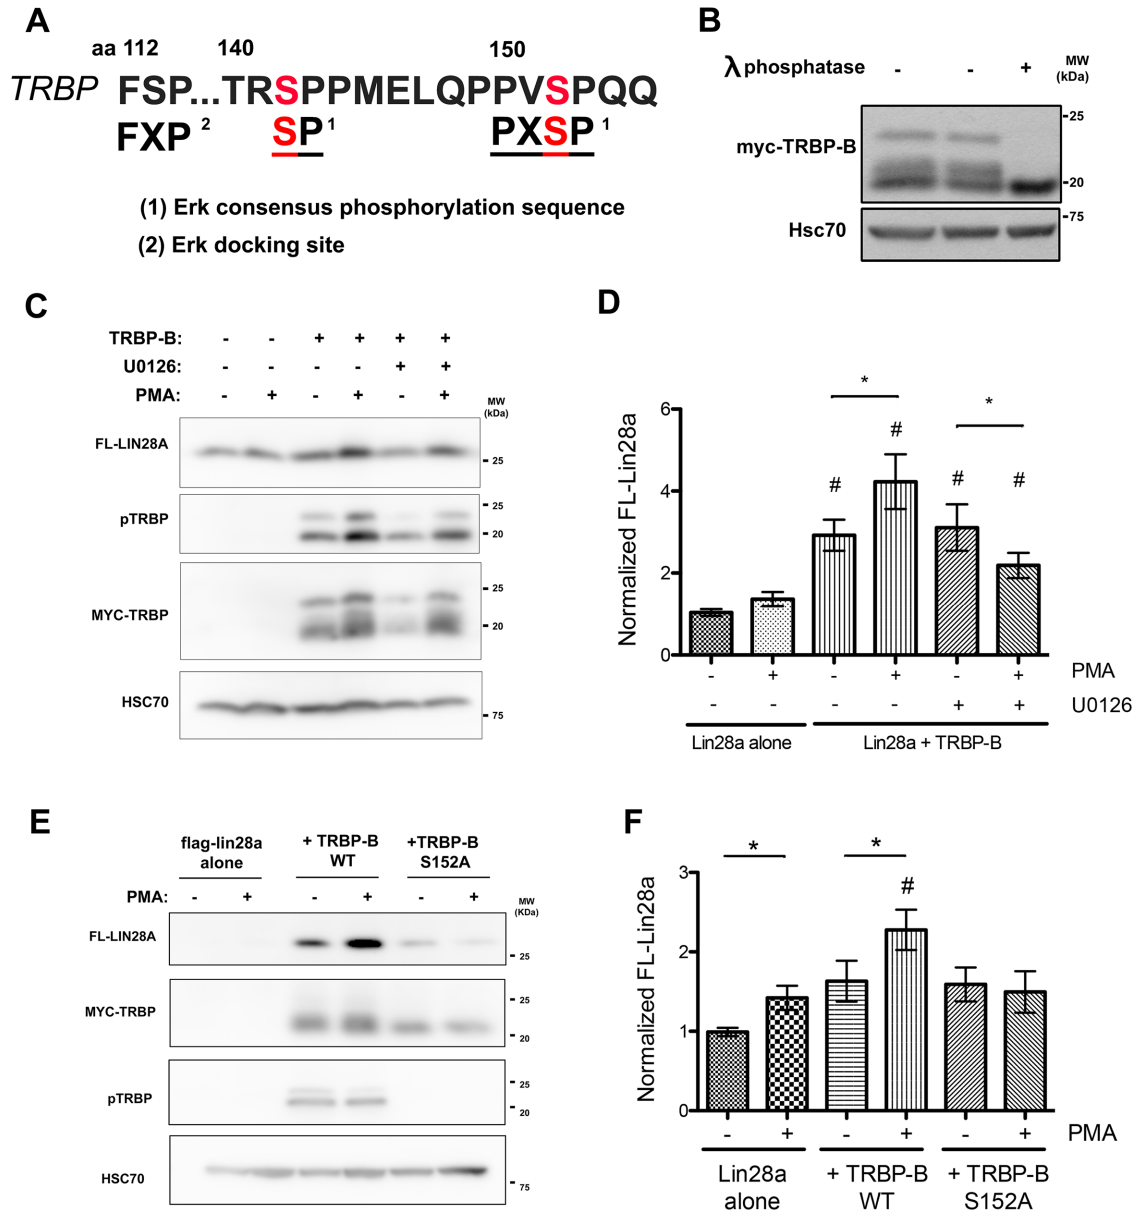 A
aa 112 140 150
TRBP FSP...TRSPPMELQPPVSPQQ
FXP 2 SP 1 PXSP 1
(1) Erk consensus phosphorylation sequence
(2) Erk docking site
B
λ phosphatase - - + MW
(kDa)
-25
myc-TRBP-B
-20
-75
Hsc70
C
TRBP-B: - - + + + +
U0126: - - - - + +
PMA: - + - + - +
MW
(kDa)
FL-LIN28A
- 25
- 25
pTRBP
- 20
- 25
MYC-TRBP
- 20
HSC70
- 75
D
Normalized FL-Lin28a
6
4
2
0
* *
# # # #
- + - + - + PMA
- - - - + + U0126
Lin28a alone Lin28a + TRBP-B
E
flag-lin28a
alone
+ TRBP-B
WT
+TRBP-B
S152A
PMA: - + - + - +
MW
(KDa)
FL-LIN28A
- 25
- 25
MYC-TRBP
- 20
- 25
pTRBP
- 20
HSC70
- 75
F
Normalized FL-Lin28a
3
2
1
0
* *
#
- + - + - + PMA
Lin28a
alone
+ TRBP-B
WT
+ TRBP-B
S152A